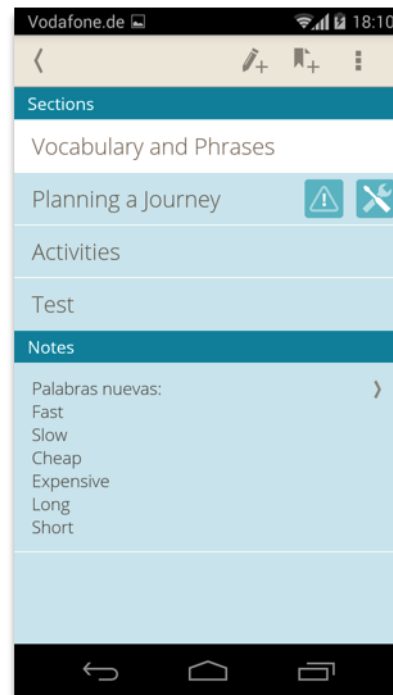 Vodafone.de 18:10
Sections
Vocabulary and Phrases
Planning a Journey
Activities
Test
Notes
Palabras nuevas:
Fast
Slow
Cheap
Expensive
Long
Short